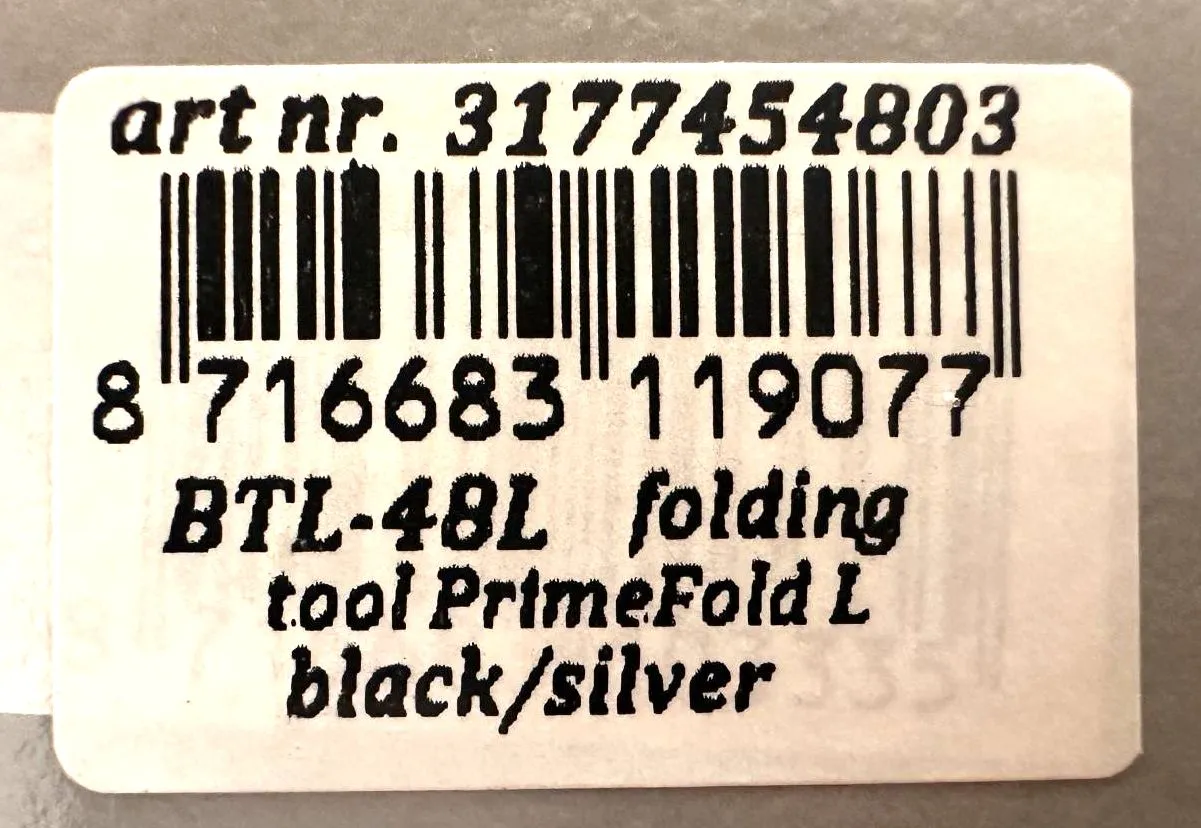 art nr. 3177454803
8 716683 119077
BTL-48L folding
tool PrimeFold L
black/silver